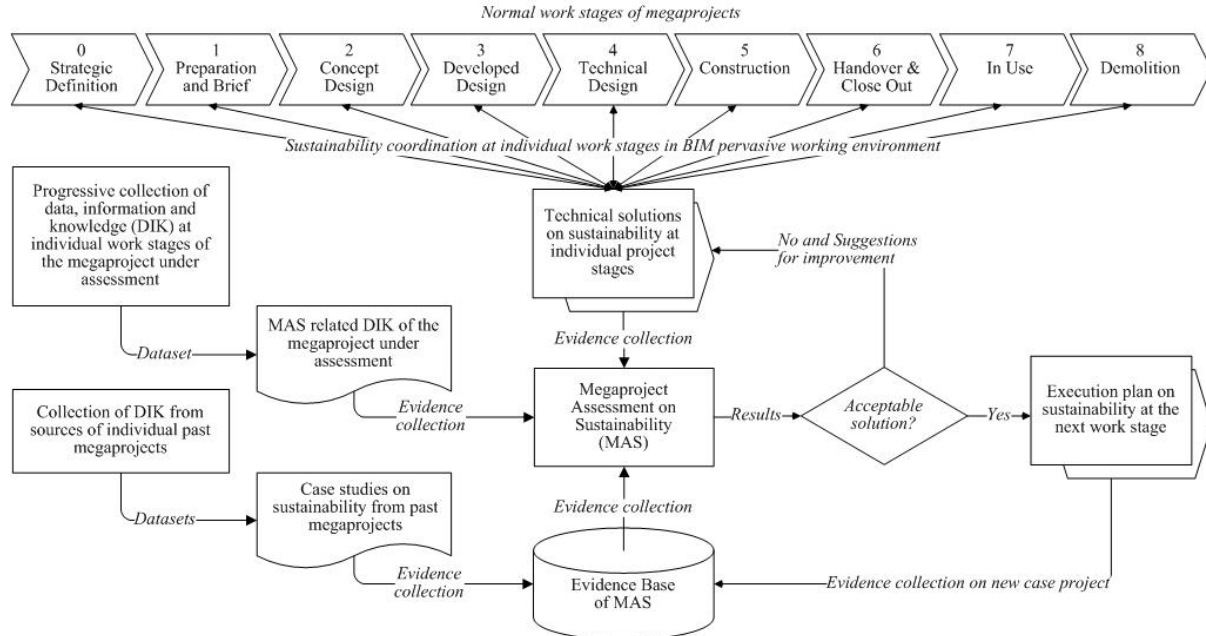 Normal work stages of megaprojects
0
Strategic
Definition
1
Preparation
and Brief
2
Concept
Design
3
Developed
Design
4
Technical
Design
5
Construction
6
Handover &
Close Out
7
In Use
8
Demolition
Sustainability coordination at individual work stages in BIM pervasive working environment
Progressive collection of
data, information and
knowledge (DIK) at
individual work stages of
the megaproject under
assessment
Technical solutions
on sustainability at
individual project
stages
No and Suggestions
for improvement
Dataset
MAS related DIK of the
megaproject under
assessment
Evidence collection
Collection of DIK from
sources of individual past
megaprojects
Evidence
collection
Megaproject
Assessment on
Sustainability
(MAS)
Results
Acceptable
solution?
Yes
Execution plan on
sustainability at the
next work stage
Datasets
Case studies on
sustainability from past
megaprojects
Evidence collection
Evidence
collection
Evidence Base
of MAS
Evidence collection on new case project